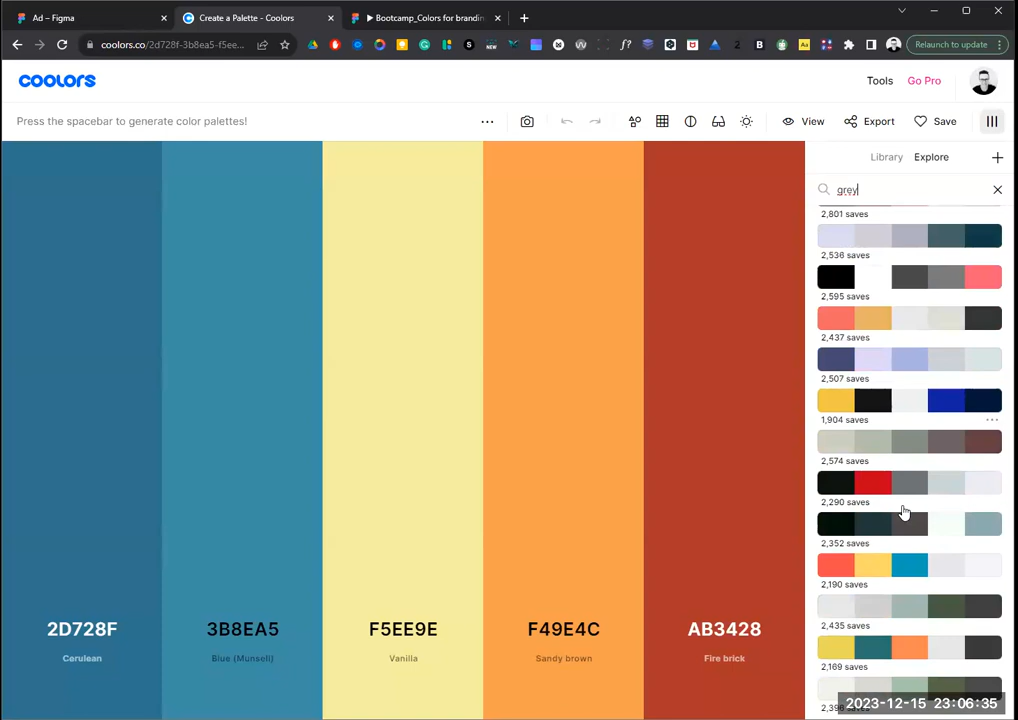 Ad – Figma
Create a Palette - Coolors
Bootcamp_Colors for brandin
coolors.co/2d728f-3b8ea5-f5ee...
NEW
Relaunch to update
coolors
Tools
Go Pro
Press the spacebar to generate color palettes!
View
Export
Save
Library
Explore
grey
2,801 saves
2,536 saves
2,595 saves
2,437 saves
2,507 saves
1,904 saves
2,574 saves
2,290 saves
2,352 saves
2,190 saves
2,435 saves
2,169 saves
2D728F
Cerulean
3B8EA5
Blue (Munsell)
F5EE9E
Vanilla
F49E4C
Sandy brown
AB3428
Fire brick
2023-12-15 23:06:35